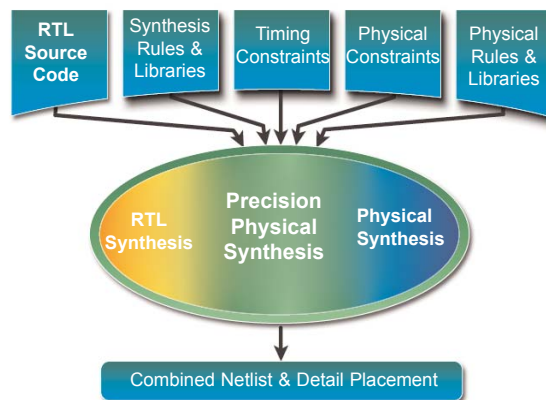 RTL
Source
Code
Synthesis
Rules &
Libraries
Timing
Constraints
Physical
Constraints
Physical
Rules &
Libraries
RTL
Synthesis
Precision
Physical
Synthesis
Physical
Synthesis
Combined Netlist & Detail Placement